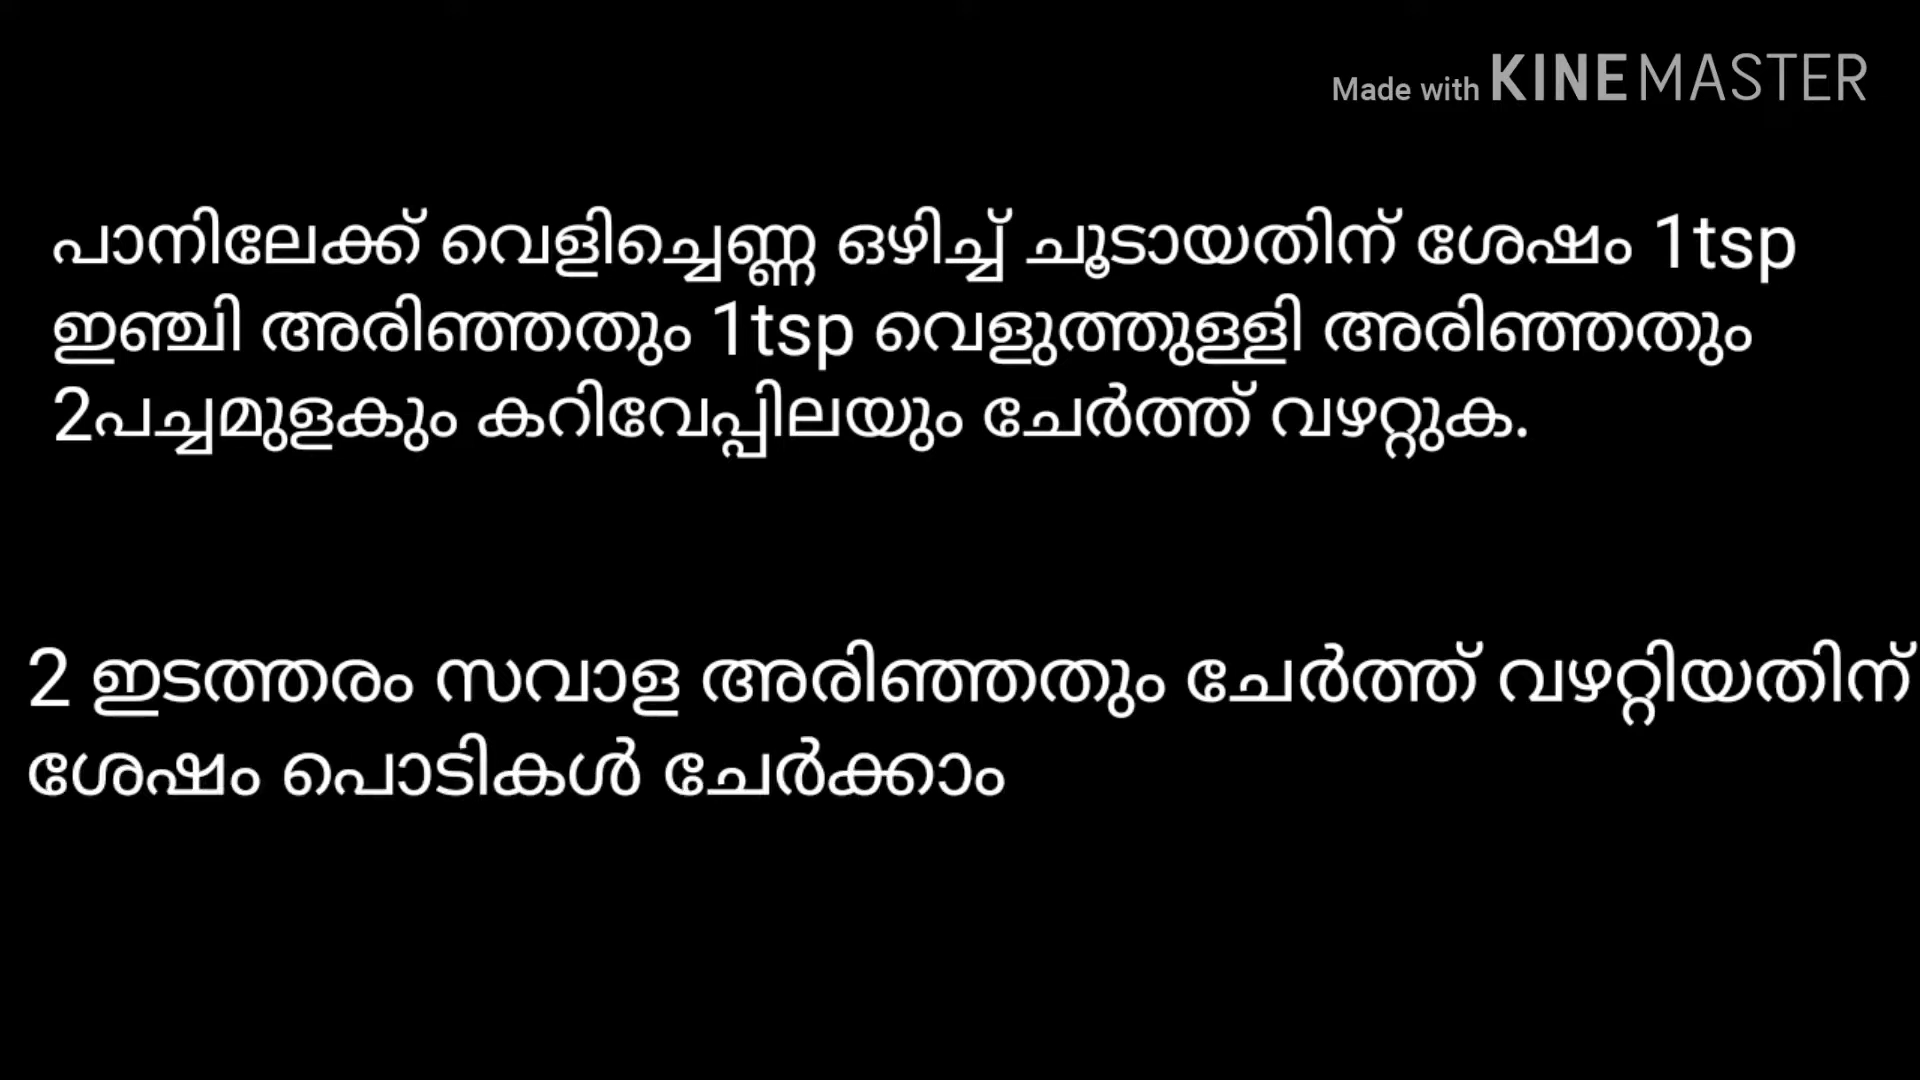 Made with KINEMASTER
പാനിലേക്ക് വെളിച്ചെണ്ണ ഒഴിച്ച് ചൂടായതിന് ശേഷം 1tsp
ഇഞ്ചി അരിഞ്ഞതും 1tsp വെളുത്തുള്ളി അരിഞ്ഞതും
2പച്ചമുളകും കറിവേപ്പിലയും ചേർത്ത് വഴറ്റുക.
2 ഇടത്തരം സവാള അരിഞ്ഞതും ചേർത്ത് വഴറ്റിയതിന്
ശേഷം പൊടികൾ ചേർക്കാം